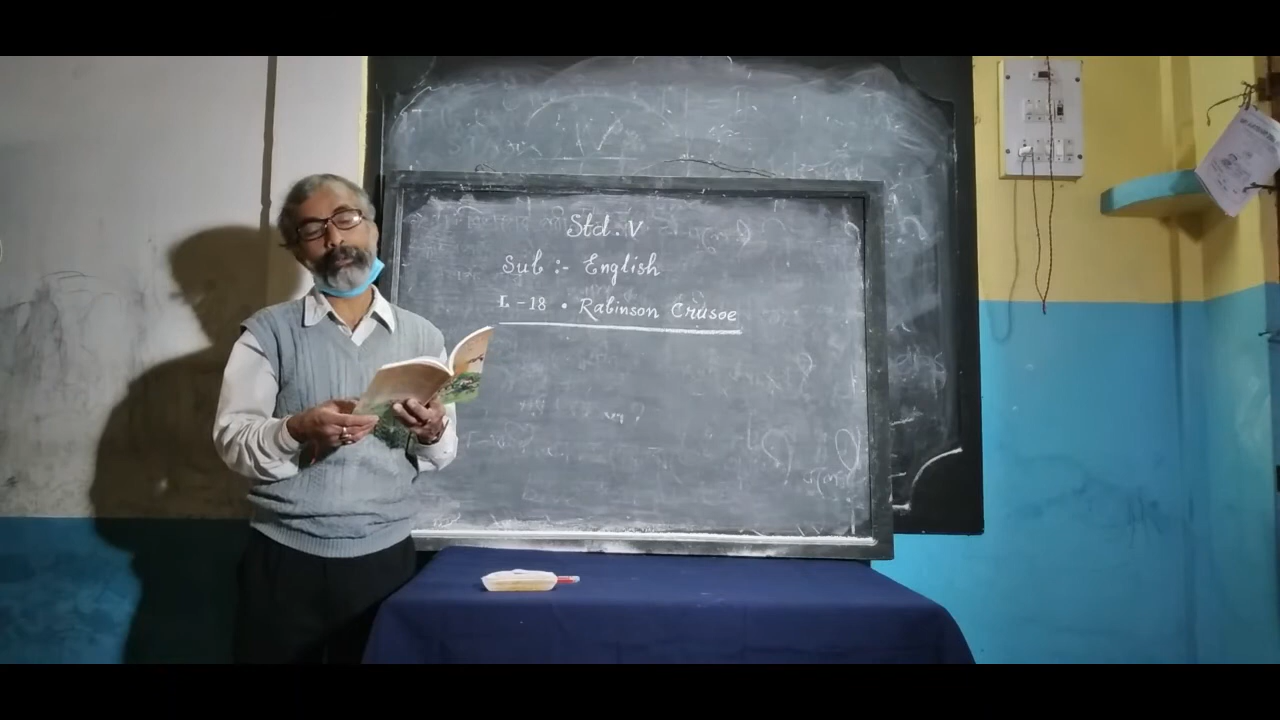 Std. V
Sub :- English
L - 18 • Rabinson Crusoe